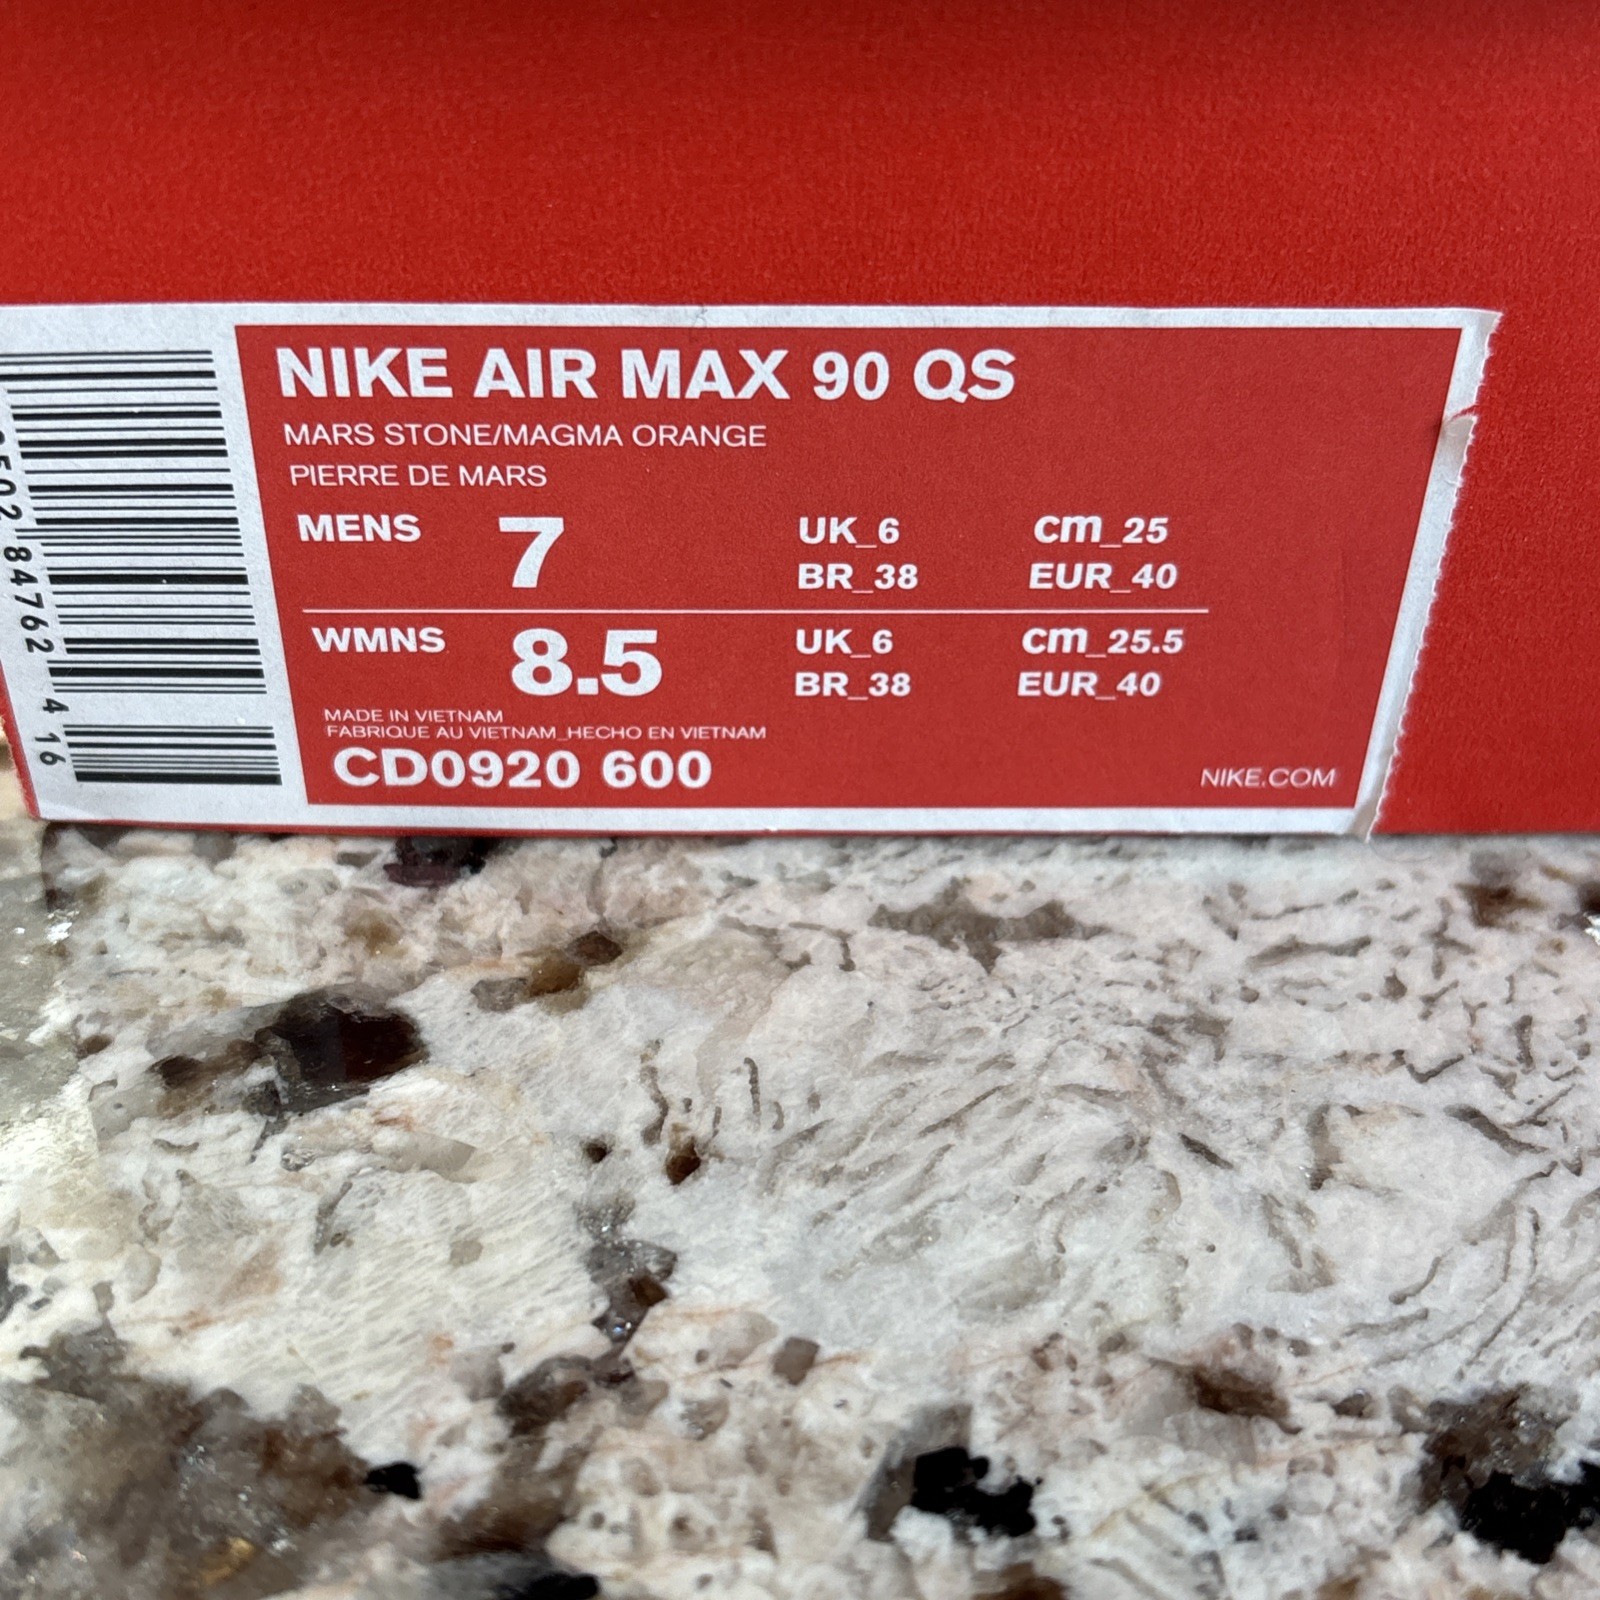 NIKE AIR MAX 90 QS
MARS STONE/MAGMA ORANGE
PIERRE DE MARS
MENS 7 UK_6 cm_25
BR_38 EUR_40
WMNS 8.5 UK_6 cm_25.5
BR_38 EUR_40
MADE IN VIETNAM
FABRIQUE AU VIETNAM_HECHO EN VIETNAM
CD0920 600
NIKE.COM
84762 4 16